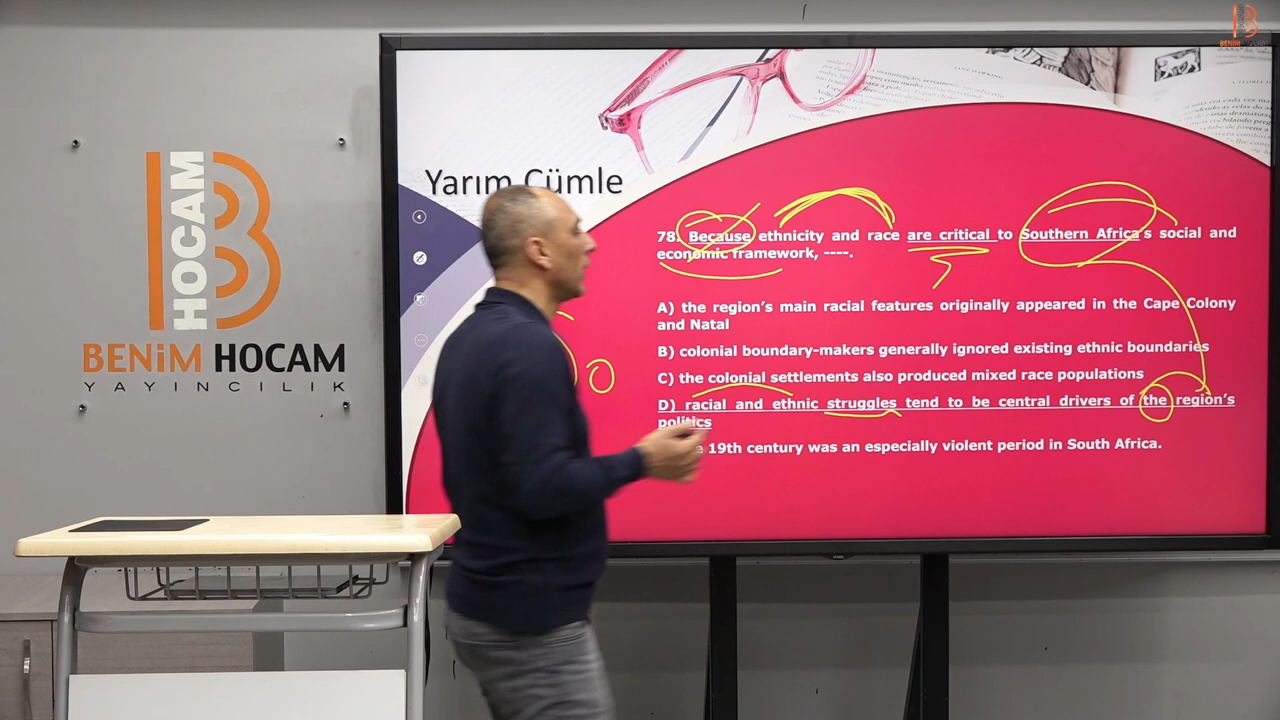 BENİM HOCAM
HOCAM
BENİM HOCAM
YAYINCILIK
Yarım Cümle
78. Because ethnicity and race are critical to Southern Africa's social and
economic framework, ----.
A) the region's main racial features originally appeared in the Cape Colony
and Natal
B) colonial boundary-makers generally ignored existing ethnic boundaries
C) the colonial settlements also produced mixed race populations
D) racial and ethnic struggles tend to be central drivers of the region's
politics
19th century was an especially violent period in South Africa.